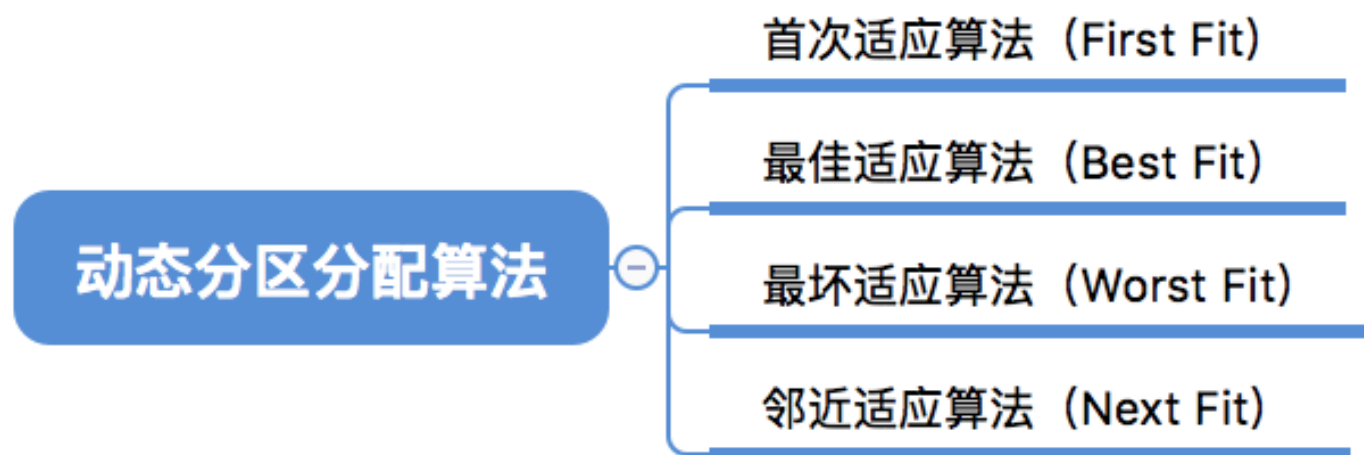 动态分区分配算法
首次适应算法（First Fit）
最佳适应算法（Best Fit）
最坏适应算法（Worst Fit）
邻近适应算法（Next Fit）